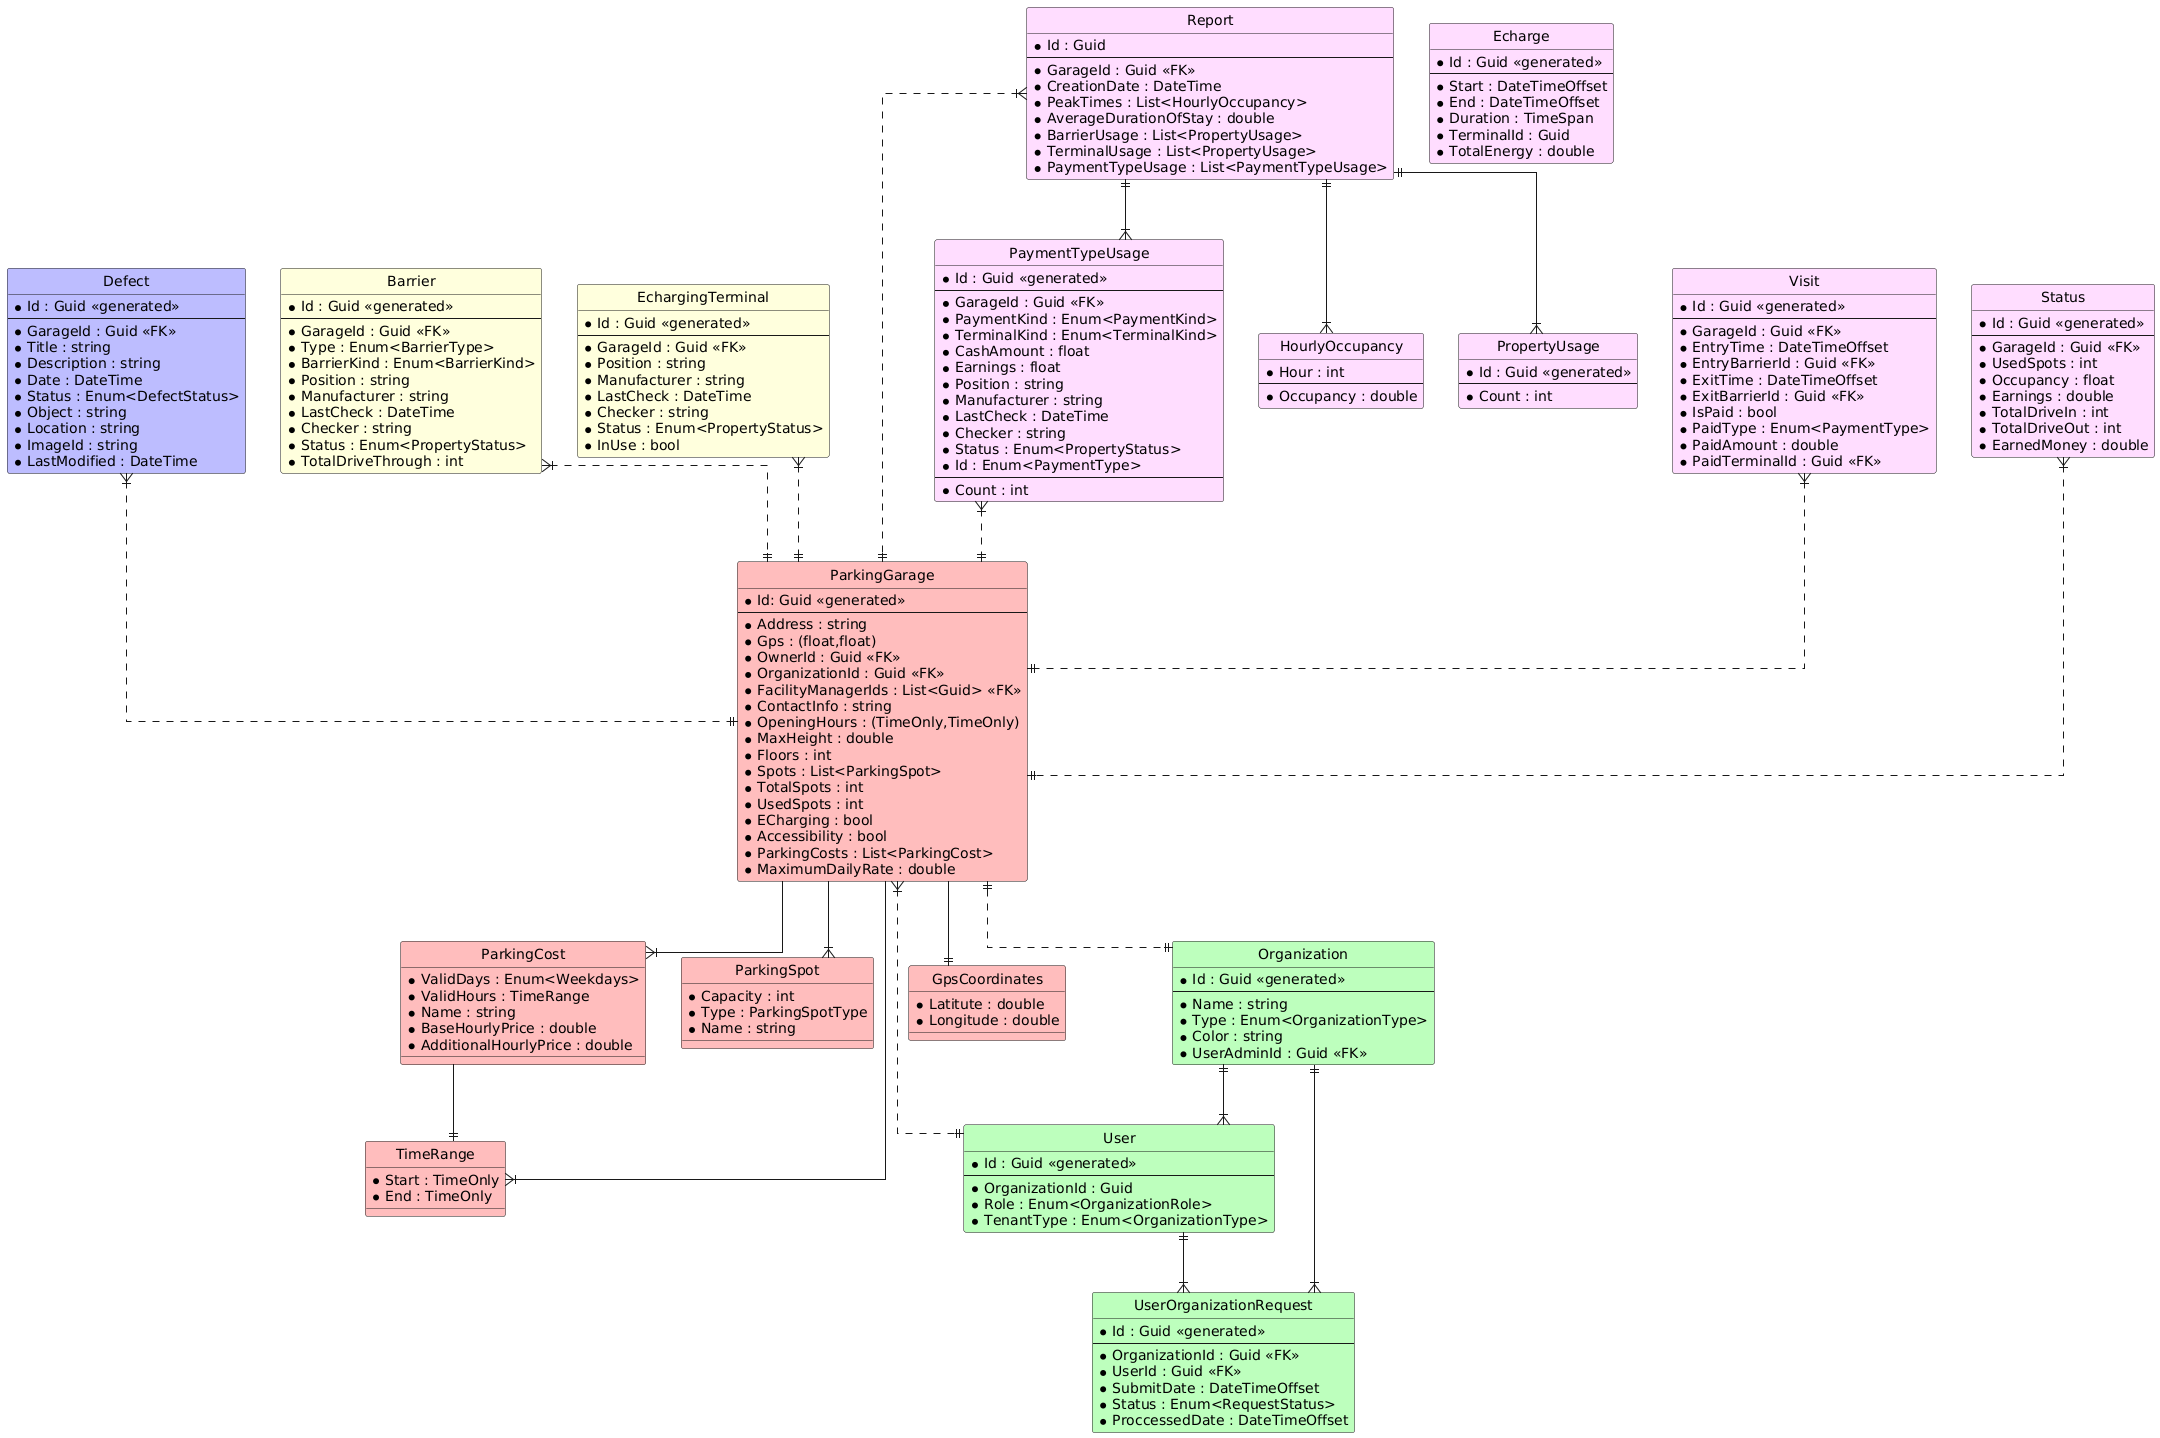 Report
Id : Guid
GarageId : Guid «FK»
CreationDate : DateTime
PeakTimes : List<HourlyOccupancy>
AverageDurationOfStay : double
BarrierUsage : List<PropertyUsage>
TerminalUsage : List<PropertyUsage>
PaymentTypeUsage : List<PaymentTypeUsage>
Echarge
Id : Guid «generated»
Start : DateTimeOffset
End : DateTimeOffset
Duration : TimeSpan
TerminalId : Guid
TotalEnergy : double
Defect
Id : Guid «generated»
GarageId : Guid «FK»
Title : string
Description : string
Date : DateTime
Status : Enum<DefectStatus>
Object : string
Location : string
ImageId : string
LastModified : DateTime
Barrier
Id : Guid «generated»
GarageId : Guid «FK»
Type : Enum<BarrierType>
BarrierKind : Enum<BarrierKind>
Position : string
Manufacturer : string
LastCheck : DateTime
Checker : string
Status : Enum<PropertyStatus>
TotalDriveThrough : int
EchargingTerminal
Id : Guid «generated»
GarageId : Guid «FK»
Position : string
Manufacturer : string
LastCheck : DateTime
Checker : string
Status : Enum<PropertyStatus>
InUse : bool
PaymentTypeUsage
Id : Guid «generated»
GarageId : Guid «FK»
PaymentKind : Enum<PaymentKind>
TerminalKind : Enum<TerminalKind>
CashAmount : float
Earnings : float
Position : string
Manufacturer : string
LastCheck : DateTime
Checker : string
Status : Enum<PropertyStatus>
Id : Enum<PaymentType>
Count : int
HourlyOccupancy
Hour : int
Occupancy : double
PropertyUsage
Id : Guid «generated»
Count : int
Visit
Id : Guid «generated»
GarageId : Guid «FK»
EntryTime : DateTimeOffset
EntryBarrierId : Guid «FK»
ExitTime : DateTimeOffset
ExitBarrierId : Guid «FK»
IsPaid : bool
PaidType : Enum<PaymentType>
PaidAmount : double
PaidTerminalId : Guid «FK»
Status
Id : Guid «generated»
GarageId : Guid «FK»
UsedSpots : int
Occupancy : float
Earnings : double
TotalDriveIn : int
TotalDriveOut : int
EarnedMoney : double
ParkingGarage
Id: Guid «generated»
Address : string
Gps : (float,float)
OwnerId : Guid «FK»
OrganizationId : Guid «FK»
FacilityManagerIds : List<Guid> «FK»
ContactInfo : string
OpeningHours : (TimeOnly,TimeOnly)
MaxHeight : double
Floors : int
Spots : List<ParkingSpot>
TotalSpots : int
UsedSpots : int
ECharging : bool
Accessibility : bool
ParkingCosts : List<ParkingCost>
MaximumDailyRate : double
ParkingCost
ValidDays : Enum<Weekdays>
ValidHours : TimeRange
Name : string
BaseHourlyPrice : double
AdditionalHourlyPrice : double
ParkingSpot
Capacity : int
Type : ParkingSpotType
Name : string
GpsCoordinates
Latitute : double
Longitude : double
Organization
Id : Guid «generated»
Name : string
Type : Enum<OrganizationType>
Color : string
UserAdminId : Guid «FK»
TimeRange
Start : TimeOnly
End : TimeOnly
User
Id : Guid «generated»
OrganizationId : Guid
Role : Enum<OrganizationRole>
TenantType : Enum<OrganizationType>
UserOrganizationRequest
Id : Guid «generated»
OrganizationId : Guid «FK»
UserId : Guid «FK»
SubmitDate : DateTimeOffset
Status : Enum<RequestStatus>
ProccessedDate : DateTimeOffset